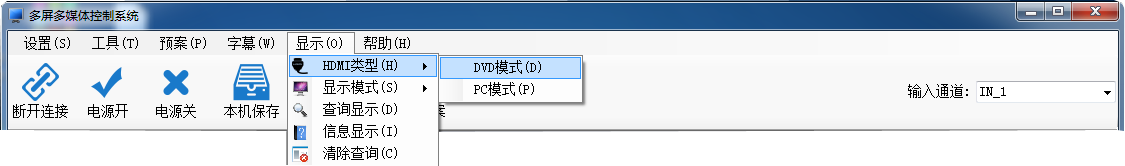 多屏多媒体控制系统
设置(S) 工具(T) 预案(P) 字幕(W) 显示(O) 帮助(H)
HDMI类型(H) DVD模式(D)
显示模式(S) PC模式(P)
断开连接 电源开 电源关 本机保存 查询显示(D) 案 输入通道: IN_1
信息显示(I)
清除查询(C)